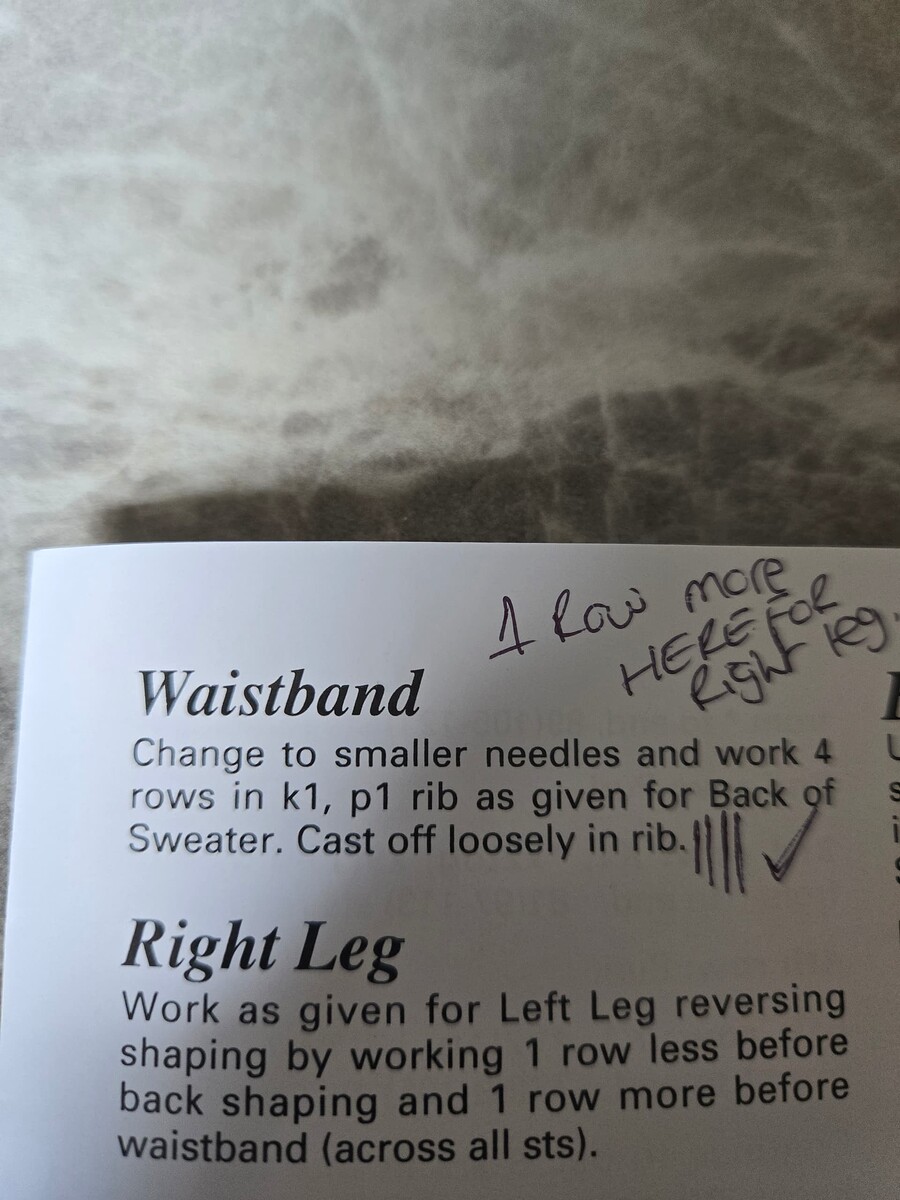 1 Row more
HERE FOR
Right leg.
Waistband
Change to smaller needles and work 4
rows in k1, p1 rib as given for Back of
Sweater. Cast off loosely in rib. |||| ✓
Right Leg
Work as given for Left Leg reversing
shaping by working 1 row less before
back shaping and 1 row more before
waistband (across all sts).